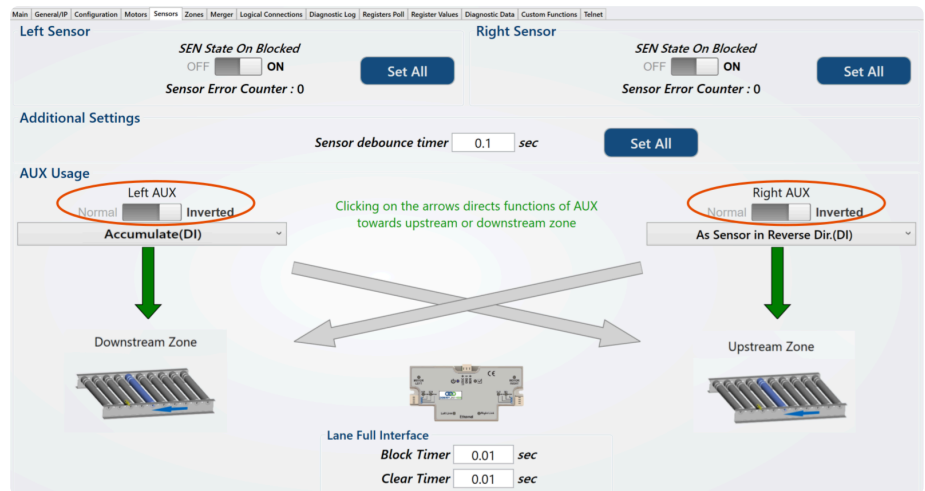 Main General/IP Configuration Motors Sensors Zones Merger Logical Connections Diagnostic Log Registers Poll Register Values Diagnostic Data Custom Functions Telnet
Left Sensor
SEN State On Blocked
OFF ON
Set All
Sensor Error Counter : 0
Right Sensor
SEN State On Blocked
OFF ON
Set All
Sensor Error Counter : 0
Additional Settings
Sensor debounce timer 0.1 sec
Set All
AUX Usage
Left AUX
Normal Inverted
Accumulate(DI)
Clicking on the arrows directs functions of AUX
towards upstream or downstream zone
Right AUX
Normal Inverted
As Sensor in Reverse Dir.(DI)
Downstream Zone
Upstream Zone
CE
Ethernet
Lane Full Interface
Block Timer 0.01 sec
Clear Timer 0.01 sec